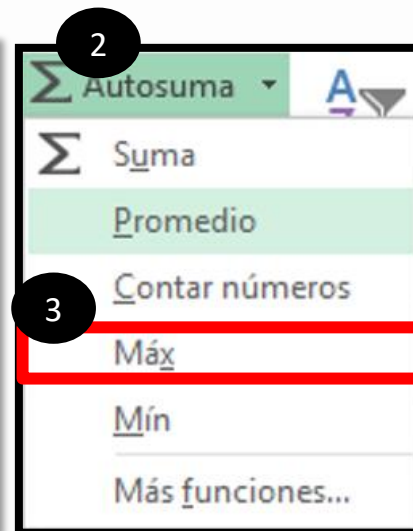 2
Σ Autosuma
A
Σ Suma
Promedio
Contar números
3
Máx
Mín
Más funciones...